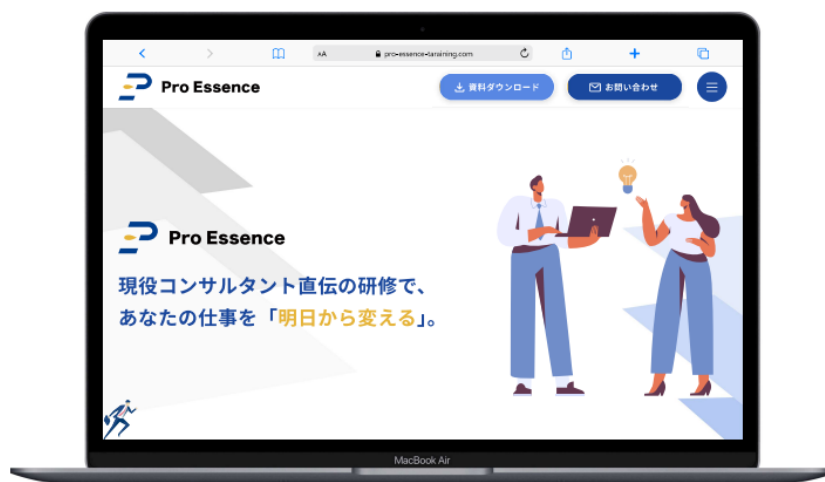 AA pro-essence-taraining.com
Pro Essence 資料ダウンロード お問い合わせ
Pro Essence
現役コンサルタント直伝の研修で、
あなたの仕事を「明日から変える」。
MacBook Air